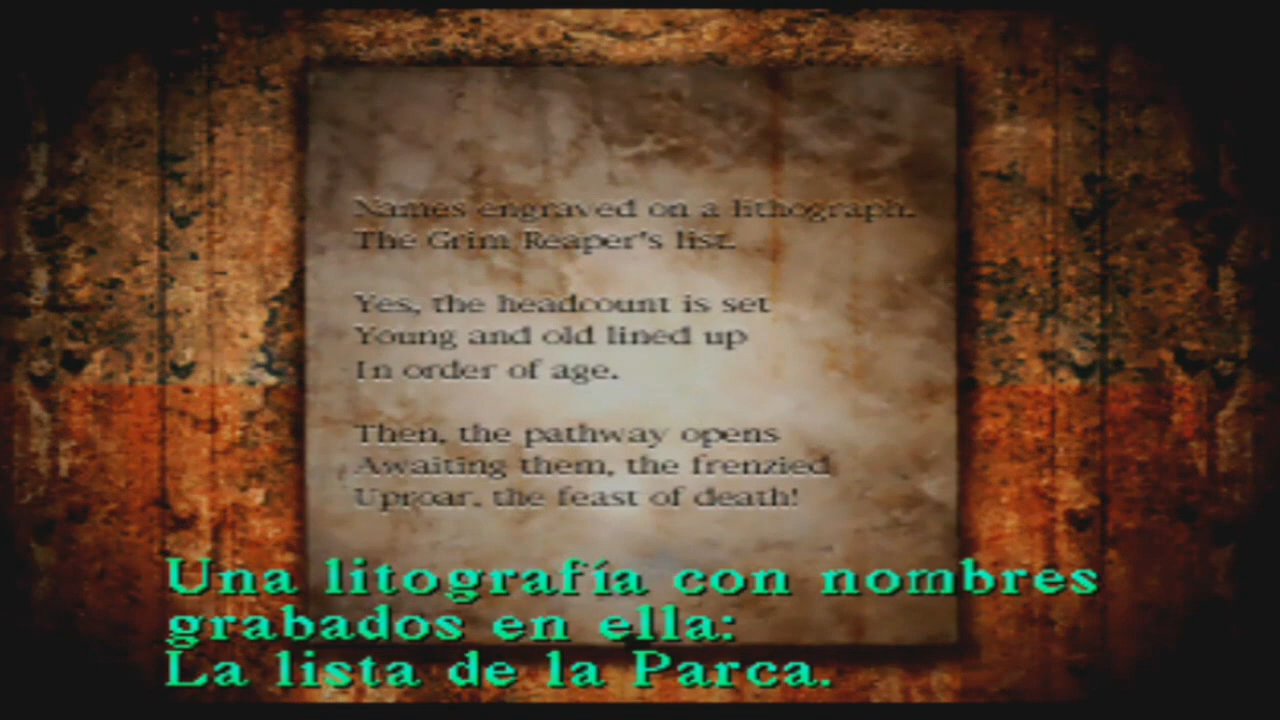 Names engraved on a lithograph.
The Grim Reaper's list.
Yes, the headcount is set
Young and old lined up
In order of age.
Then, the pathway opens
Awaiting them, the frenzied
Uproar, the feast of death!
Una litografía con nombres
grabados en ella:
La lista de la Parca.